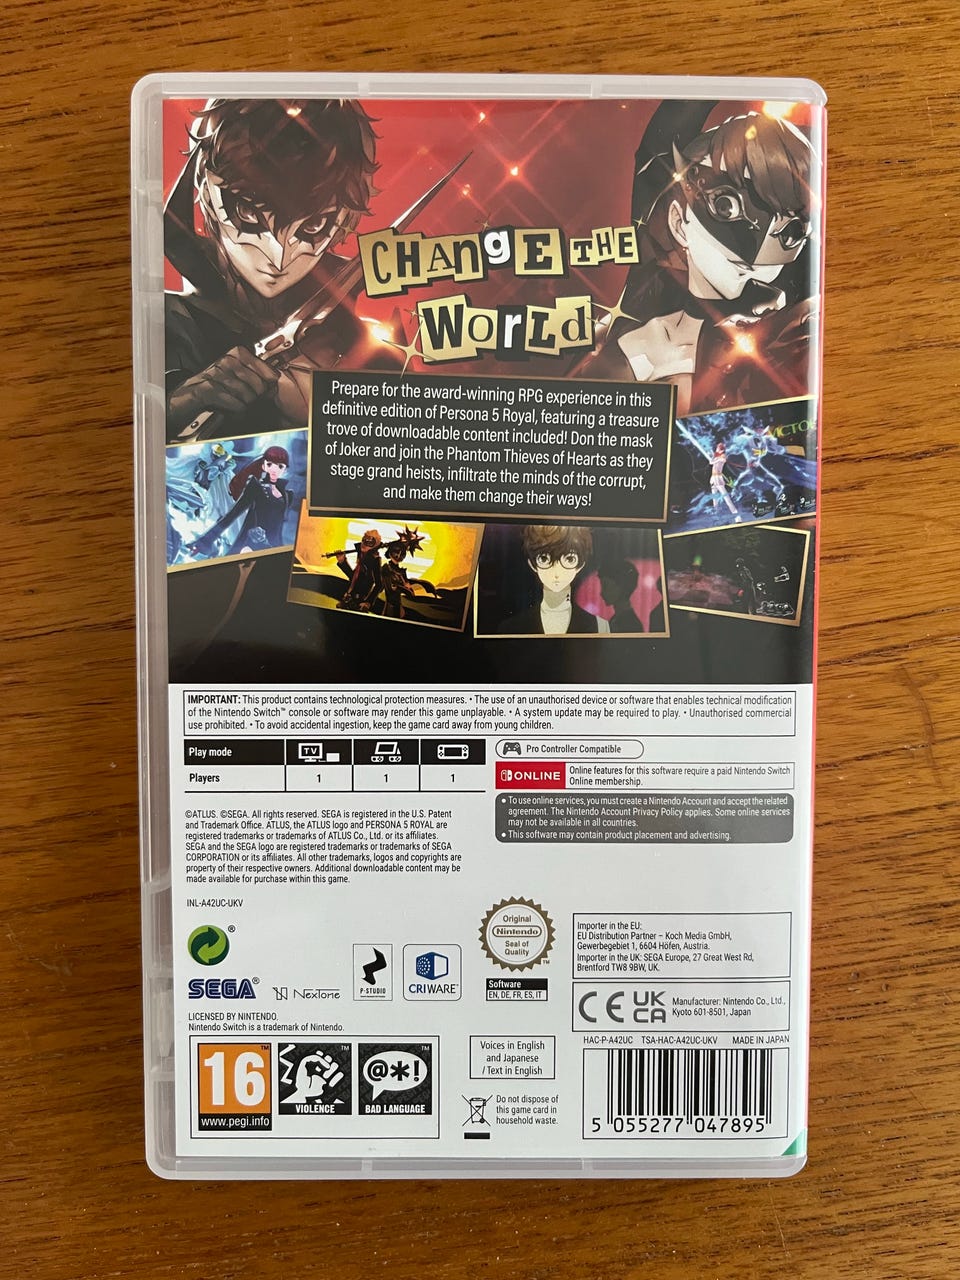 CHAngE THE
WorLd
Prepare for the award-winning RPG experience in this
definitive edition of Persona 5 Royal, featuring a treasure
trove of downloadable content included! Don the mask
of Joker and join the Phantom Thieves of Hearts as they
stage grand heists, infiltrate the minds of the corrupt,
and make them change their ways!
IMPORTANT: This product contains technological protection measures. • The use of an unauthorised device or software that enables technical modification
of the Nintendo Switch™ console or software may render this game unplayable. • A system update may be required to play. • Unauthorised commercial
use prohibited. • To avoid accidental ingestion, keep the game card away from young children.
Play mode
TV
Players
1
1
1
Pro Controller Compatible
ONLINE
Online features for this software require a paid Nintendo Switch
Online membership.
• To use online services, you must create a Nintendo Account and accept the related
agreement. The Nintendo Account Privacy Policy applies. Some online services
may not be available in all countries.
• This software may contain product placement and advertising.
©ATLUS. ©SEGA. All rights reserved. SEGA is registered in the U.S. Patent
and Trademark Office. ATLUS, the ATLUS logo and PERSONA 5 ROYAL are
registered trademarks or trademarks of ATLUS Co., Ltd. or its affiliates.
SEGA and the SEGA logo are registered trademarks or trademarks of SEGA
CORPORATION or its affiliates. All other trademarks, logos and copyrights are
property of their respective owners. Additional downloadable content may be
made available for purchase within this game.
INL-A42UC-UKV
®
SEGA®
NEXTONE
P-STUDIO
CRIWARE™
Original
Nintendo
Seal of
Quality
™
Software
EN, DE, FR, ES, IT
Importer in the EU:
EU Distribution Partner – Koch Media GmbH,
Gewerbegebiet 1, 6604 Höfen, Austria.
Importer in the UK: SEGA Europe, 27 Great West Rd,
Brentford TW8 9BW, UK.
CE UK
CA
Manufacturer: Nintendo Co., Ltd.,
Kyoto 601-8501, Japan
LICENSED BY NINTENDO.
Nintendo Switch is a trademark of Nintendo.
HAC-P-A42UC TSA-HAC-A42UC-UKV MADE IN JAPAN
16™
www.pegi.info
™
VIOLENCE
@*!™
BAD LANGUAGE
Voices in English
and Japanese
/ Text in English
Do not dispose of
this game card in
household waste.
5 055277 047895